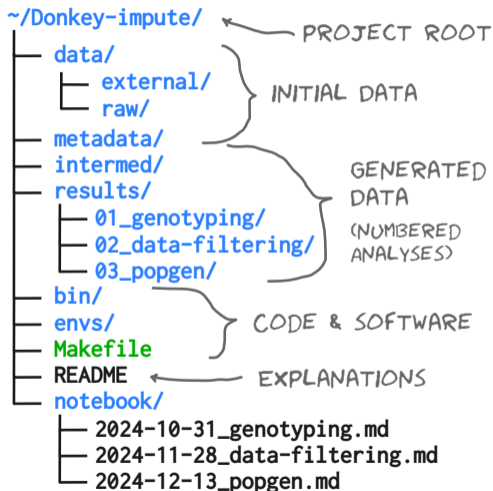 ~/Donkey-impute/
PROJECT ROOT
data/
external/
raw/
INITIAL DATA
metadata/
intermed/
results/
01_genotyping/
02_data-filtering/
03_popgen/
GENERATED
DATA
(NUMBERED
ANALYSES)
bin/
envs/
Makefile
CODE & SOFTWARE
README
EXPLANATIONS
notebook/
2024-10-31_genotyping.md
2024-11-28_data-filtering.md
2024-12-13_popgen.md